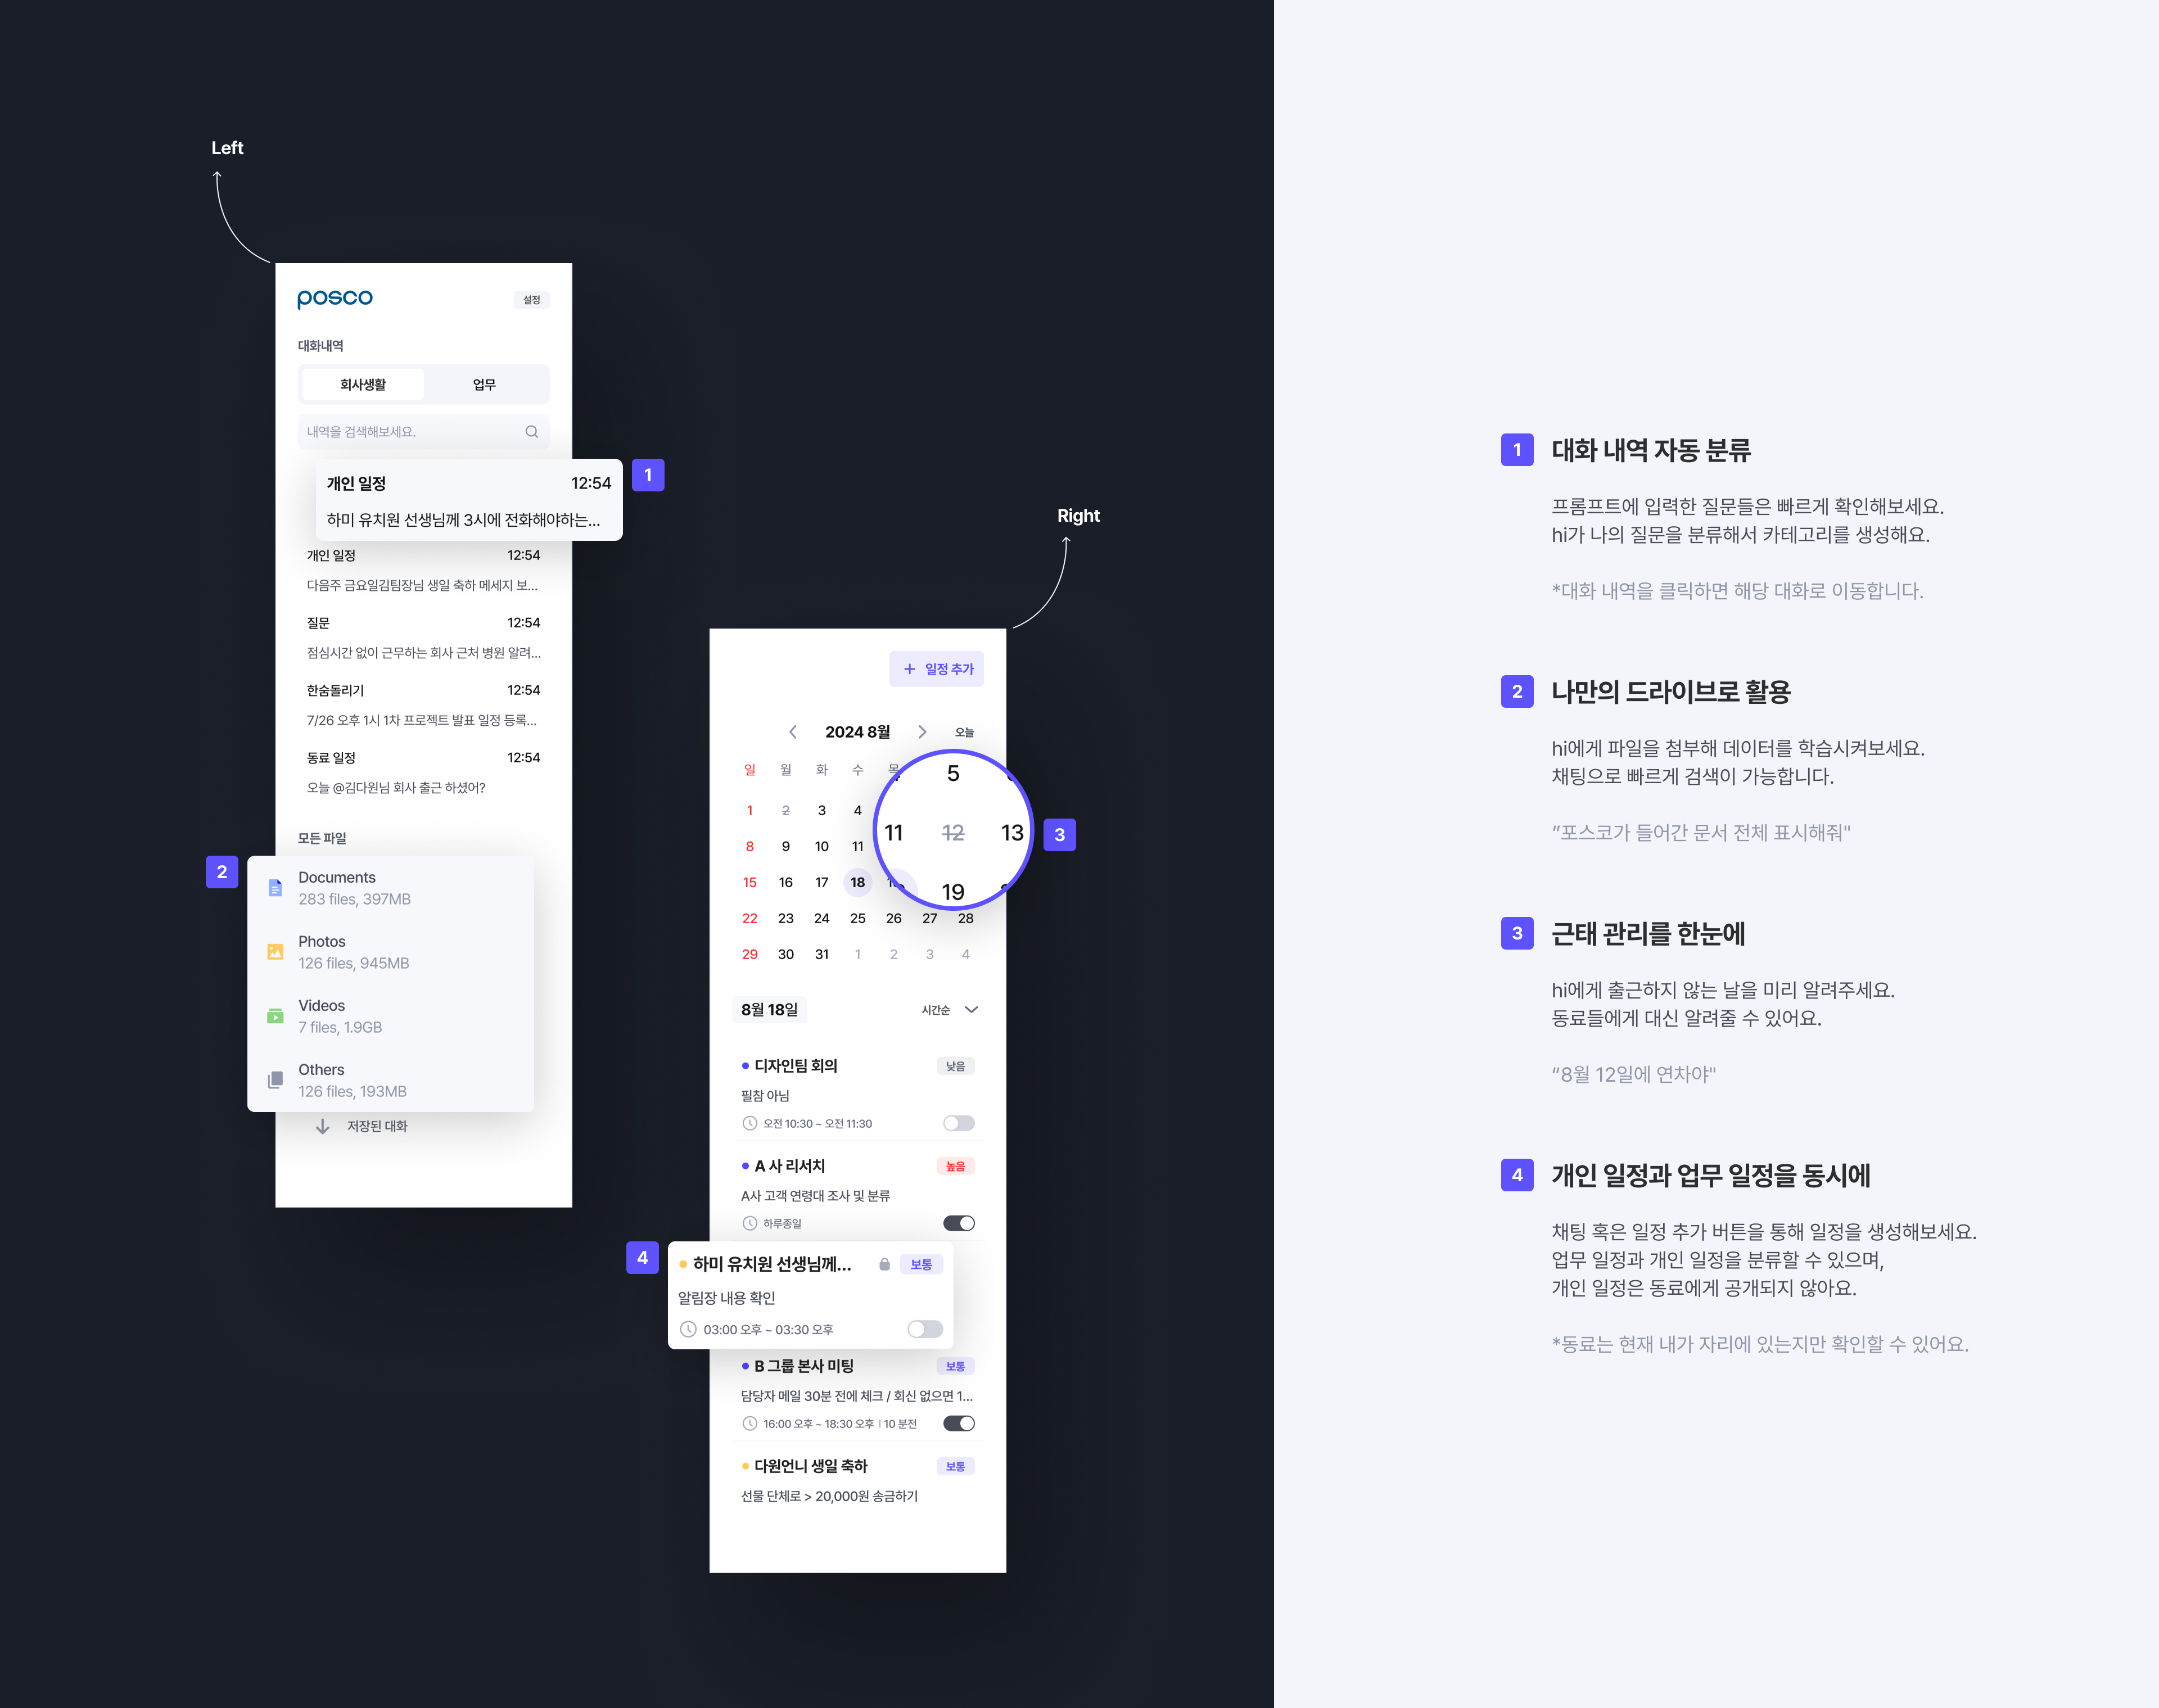 Left
posco
설정
대화내역
회사생활 업무
내역을 검색해보세요.
개인 일정 12:54
하미 유치원 선생님께 3시에 전화해야하는...
1
개인 일정 12:54
다음주 금요일김팀장님 생일 축하 메세지 보...
질문 12:54
점심시간 없이 근무하는 회사 근처 병원 알려...
한숨돌리기 12:54
7/26 오후 1시 1차 프로젝트 발표 일정 등록...
동료 일정 12:54
오늘 @김다원님 회사 출근 하셨어?
모든 파일
2
Documents
283 files, 397MB
Photos
126 files, 945MB
Videos
7 files, 1.9GB
Others
126 files, 193MB
저장된 대화
Right
+ 일정 추가
2024 8월 오늘
일 월 화 수 목
1 2 3 4
8 9 10 11
15 16 17 18
22 23 24 25 26 27 28
29 30 31 1 2 3 4
5
11 12 13
19
3
8월 18일 시간순
디자인팀 회의 낮음
필참 아님
오전 10:30 ~ 오전 11:30
A 사 리서치 높음
A사 고객 연령대 조사 및 분류
하루종일
4
하미 유치원 선생님께... 보통
알림장 내용 확인
03:00 오후 ~ 03:30 오후
B 그룹 본사 미팅 보통
담당자 메일 30분 전에 체크 / 회신 없으면 1...
16:00 오후 ~ 18:30 오후 | 10 분전
다원언니 생일 축하 보통
선물 단체로 > 20,000원 송금하기
1 대화 내역 자동 분류
프롬프트에 입력한 질문들은 빠르게 확인해보세요.
hi가 나의 질문을 분류해서 카테고리를 생성해요.
*대화 내역을 클릭하면 해당 대화로 이동합니다.
2 나만의 드라이브로 활용
hi에게 파일을 첨부해 데이터를 학습시켜보세요.
채팅으로 빠르게 검색이 가능합니다.
”포스코가 들어간 문서 전체 표시해줘"
3 근태 관리를 한눈에
hi에게 출근하지 않는 날을 미리 알려주세요.
동료들에게 대신 알려줄 수 있어요.
“8월 12일에 연차야"
4 개인 일정과 업무 일정을 동시에
채팅 혹은 일정 추가 버튼을 통해 일정을 생성해보세요.
업무 일정과 개인 일정을 분류할 수 있으며,
개인 일정은 동료에게 공개되지 않아요.
*동료는 현재 내가 자리에 있는지만 확인할 수 있어요.